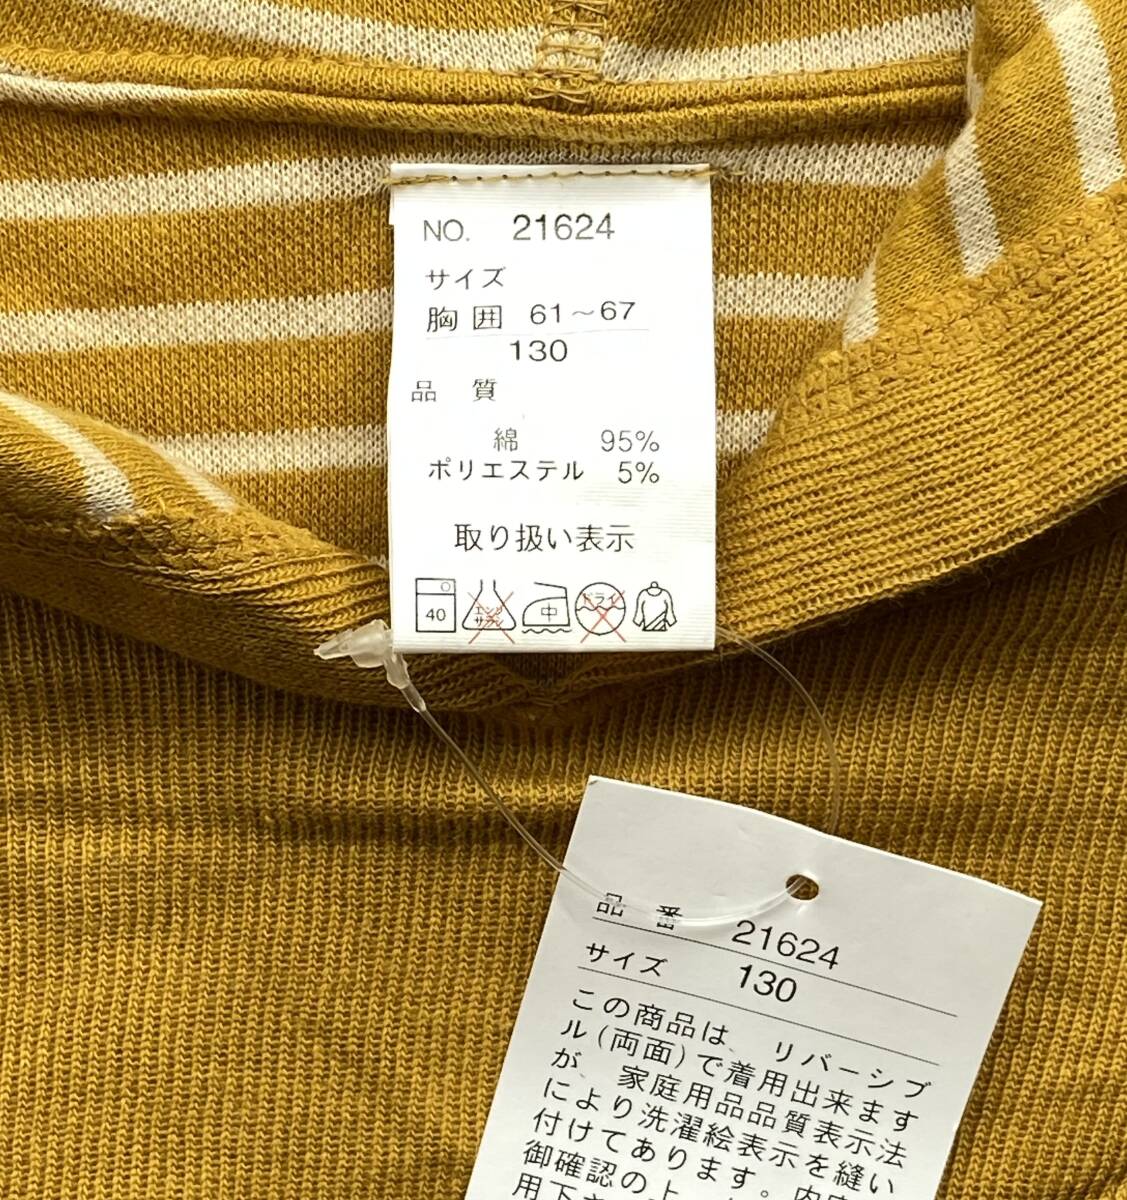 NO. 21624
サイズ
胸囲 61～67
130
品 質
綿 95%
ポリエステル 5%
取り扱い表示
40 エンソサラシ 中 ドライ
品 番 21624
サイズ 130
この商品は、リバーシブ
ル(両面)で着用出来ます
が、家庭用品品質表示法
により洗濯絵表示を縫い
付けてあります。内
御確認の上、
用下さ